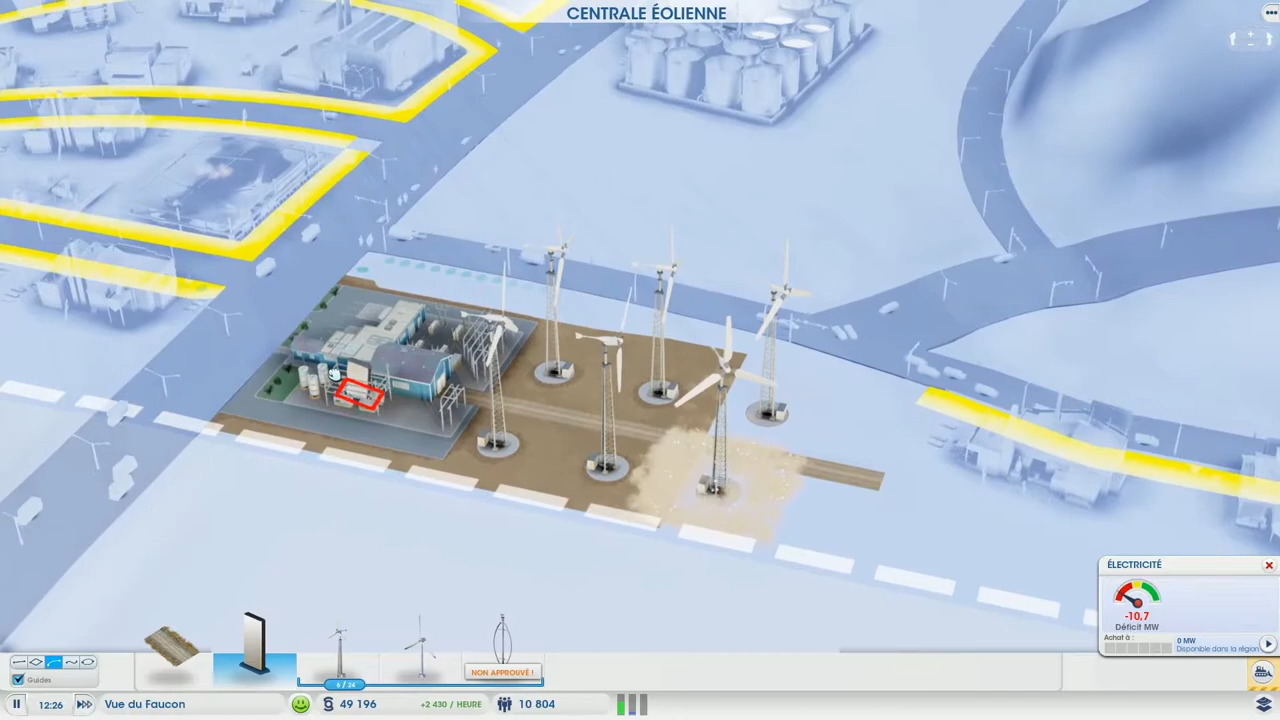 CENTRALE ÉOLIENNE
ÉLECTRICITÉ
-10,7
Déficit MW
Achat à :
0 MW
Disponible dans la région
NON APPROUVÉ !
Guides
6 / 24
12:26
Vue du Faucon
49 196
+2 430 / HEURE
10 804